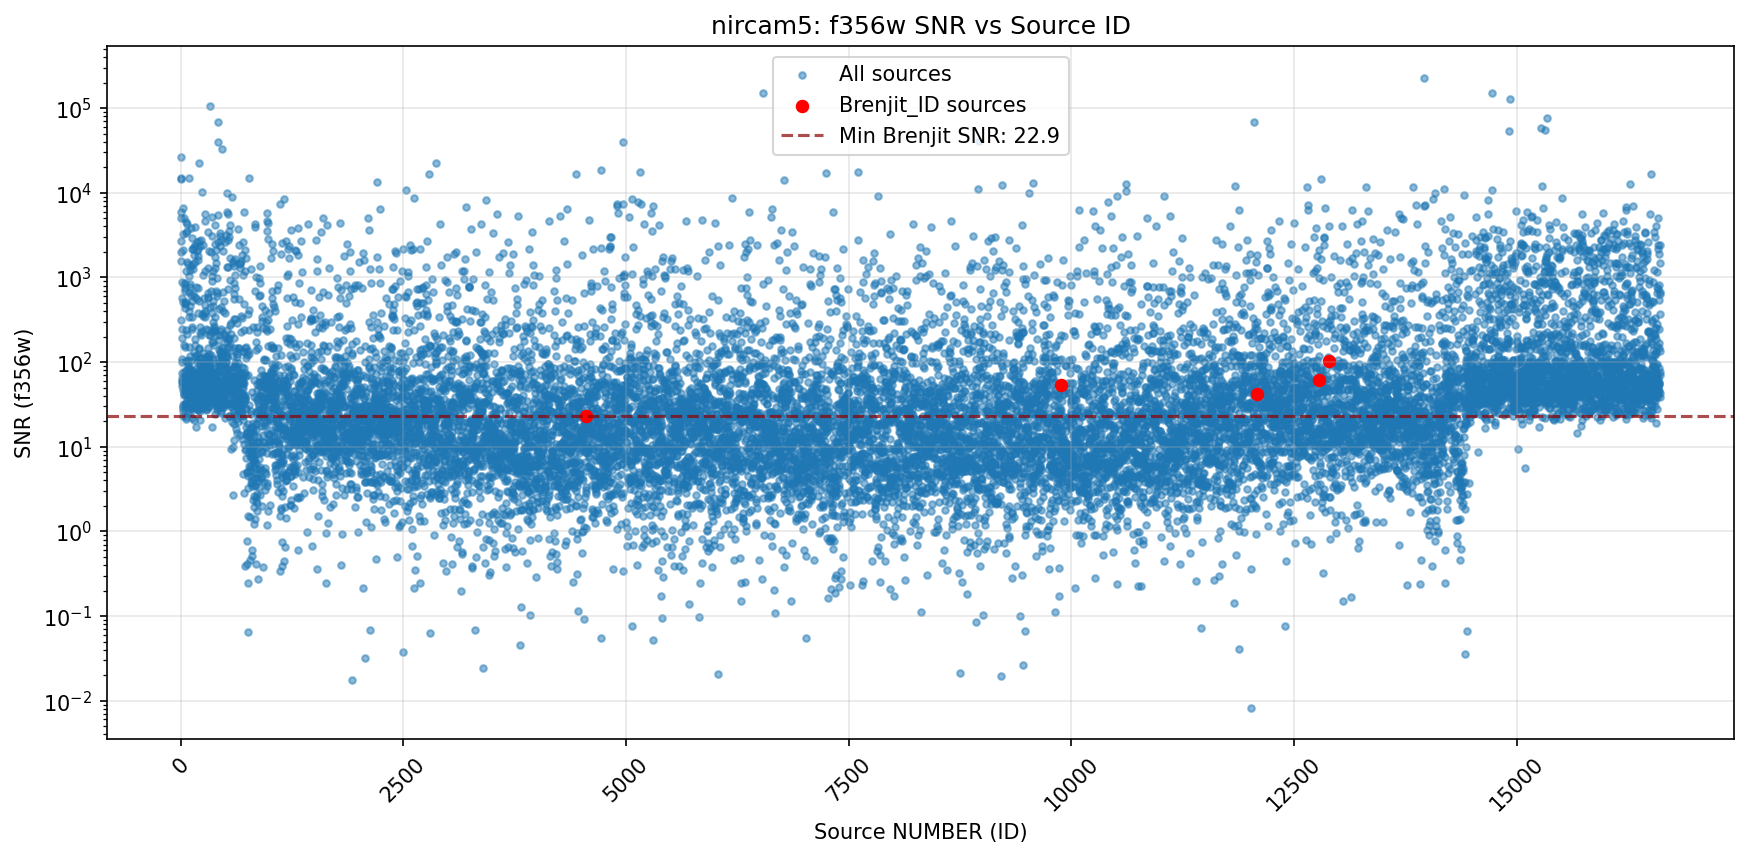 nircam5: f356w SNR vs Source ID
All sources
Brenjit_ID sources
Min Brenjit SNR: 22.9
SNR (f356w)
10^5
10^4
10^3
10^2
10^1
10^0
10^−1
10^−2
0
2500
5000
7500
10000
12500
15000
Source NUMBER (ID)